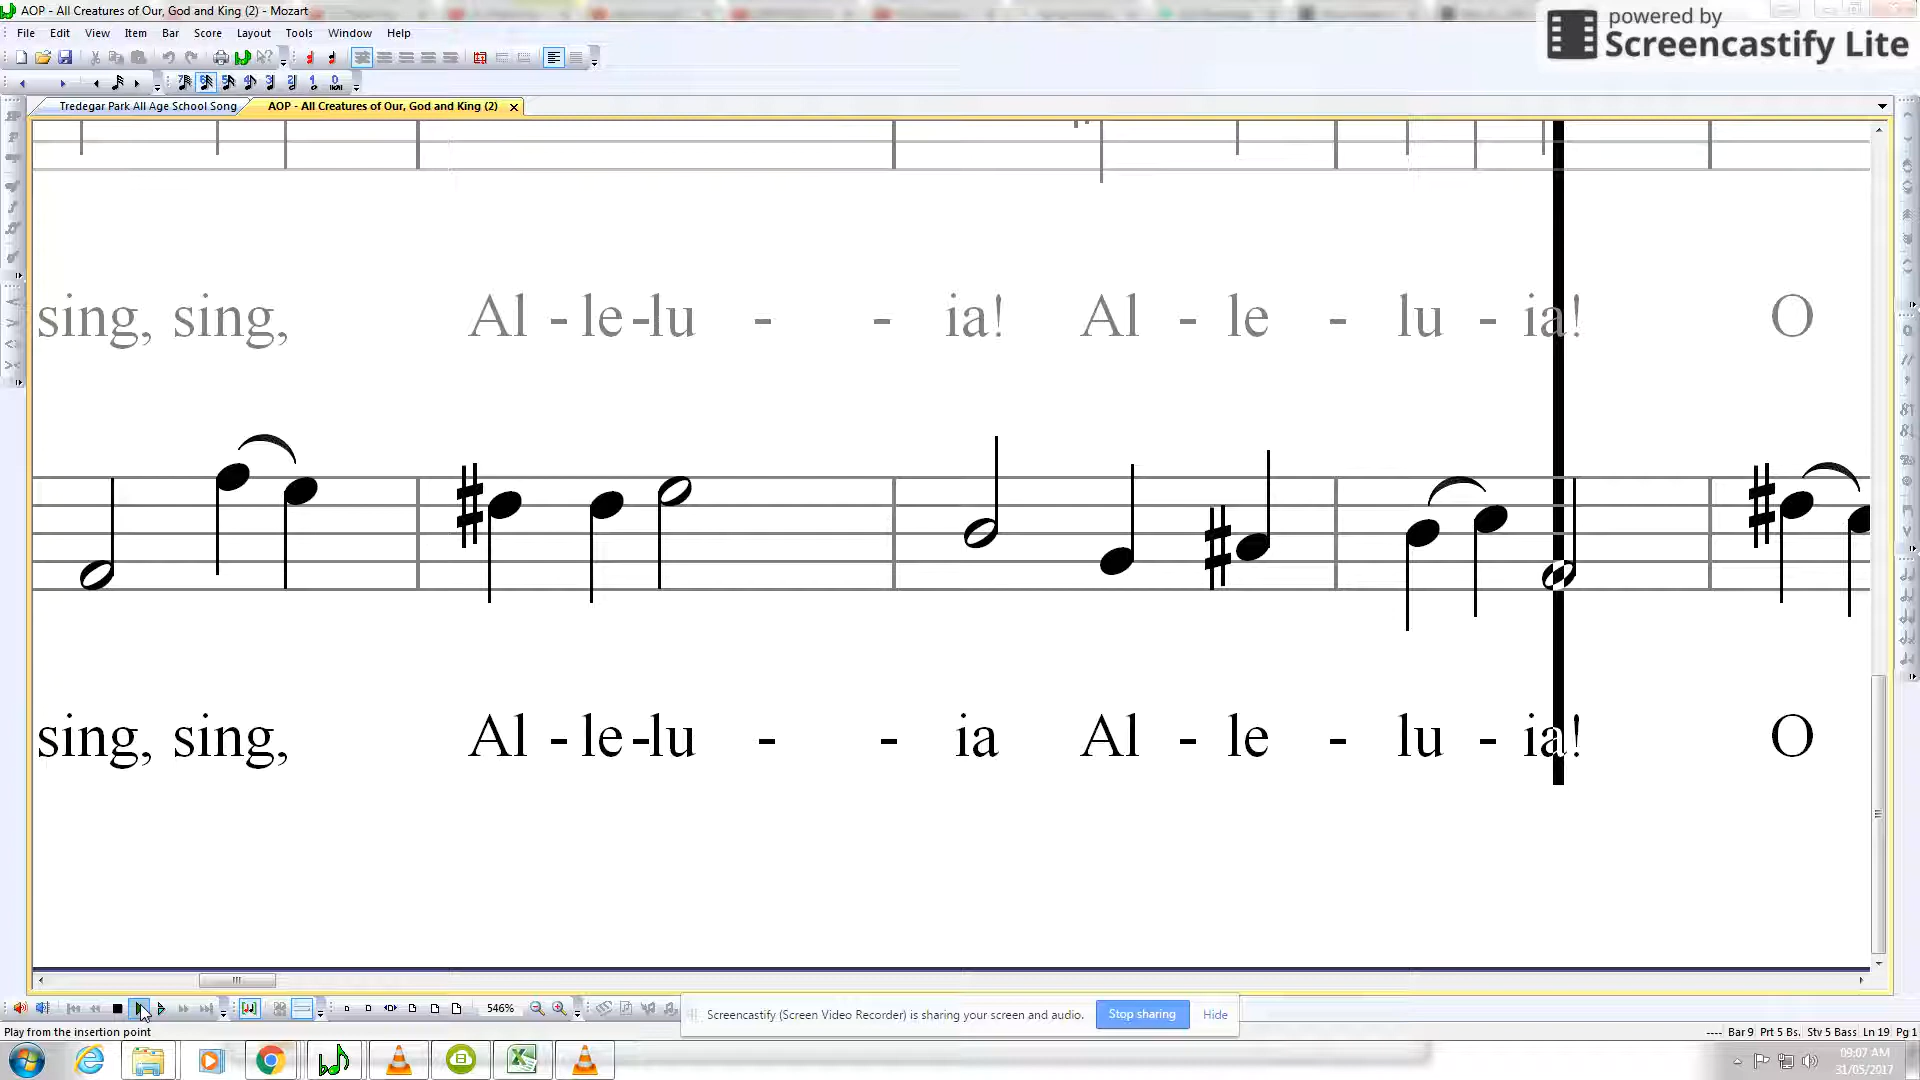 AOP - All Creatures of Our, God and King (2) - Mozart
powered by
Screencastify Lite
File Edit View Item Bar Score Layout Tools Window Help
Tredegar Park All Age School Song AOP - All Creatures of Our, God and King (2)
sing, sing, Al - le -lu - - ia! Al - le - lu - ia! O
sing, sing, Al - le -lu - - ia Al - le - lu - ia! O
546%
Screencastify (Screen Video Recorder) is sharing your screen and audio. Stop sharing Hide
Play from the insertion point
---- Bar 9 Prt 5 Bs. Stv 5 Bass Ln 19 Pg 1
09:07 AM
31/05/2017